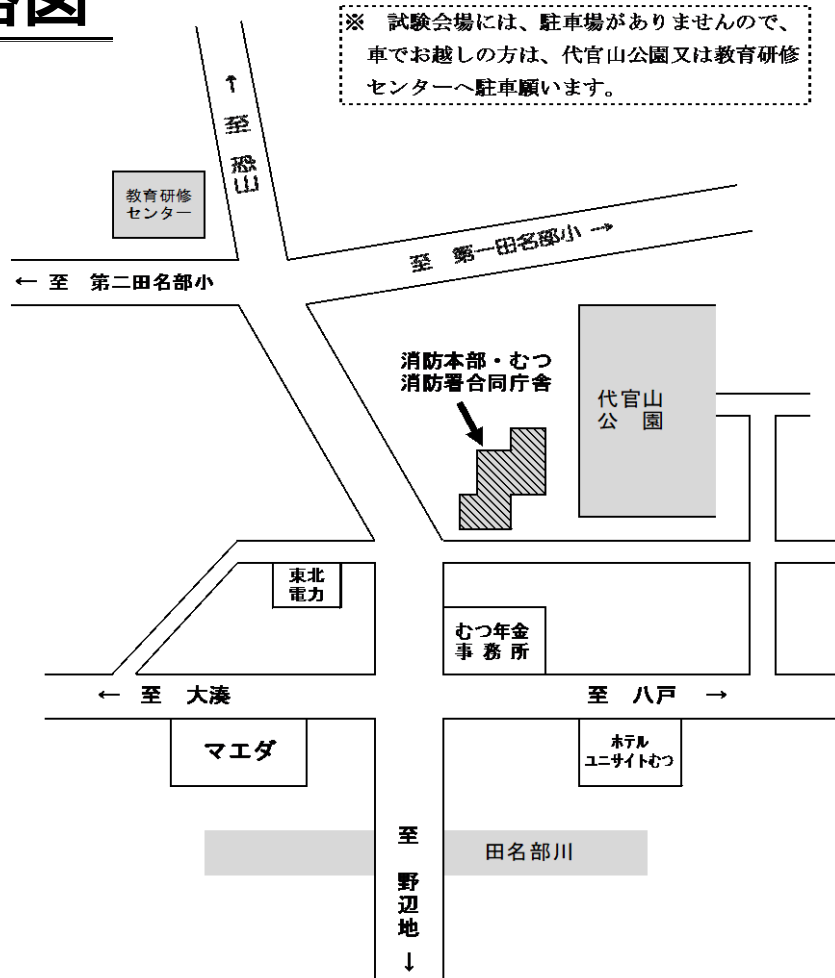 略図
※ 試験会場には、駐車場がありませんので、
車でお越しの方は、代官山公園又は教育研修
センターへ駐車願います。
↑ 至 恐山
教育研修
センター
至 第一田名部小 →
← 至 第二田名部小
消防本部・むつ
消防署合同庁舎
代官山
公 園
東北
電力
むつ年金
事 務 所
← 至 大湊
至 八戸 →
マエダ
ホテル
ユニサイトむつ
田名部川
至 野辺地 ↓